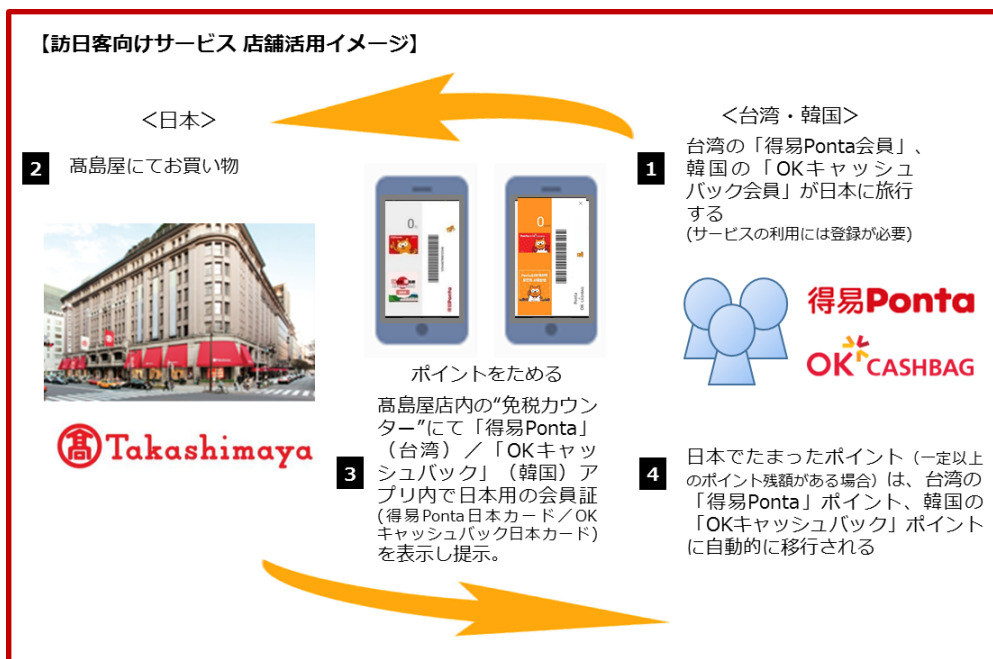 【訪日客向けサービス 店舗活用イメージ】
＜日本＞
2
髙島屋にてお買い物
Takashimaya
ポイントをためる
3
髙島屋店内の“免税カウン
ター”にて「得易Ponta」
（台湾）／「OKキャッ
シュバック」（韓国）ア
プリ内で日本用の会員証
(得易Ponta日本カード／OK
キャッシュバック日本カード)
を表示し提示。
＜台湾・韓国＞
1
台湾の「得易Ponta会員」、
韓国の「OKキャッシュ
バック会員」が日本に旅行
する
(サービスの利用には登録が必要)
得易Ponta
OK CASHBAG
4
日本でたまったポイント（一定以上
のポイント残額がある場合）は、台湾の
「得易Ponta」ポイント、韓国の
「OKキャッシュバック」ポイント
に自動的に移行される